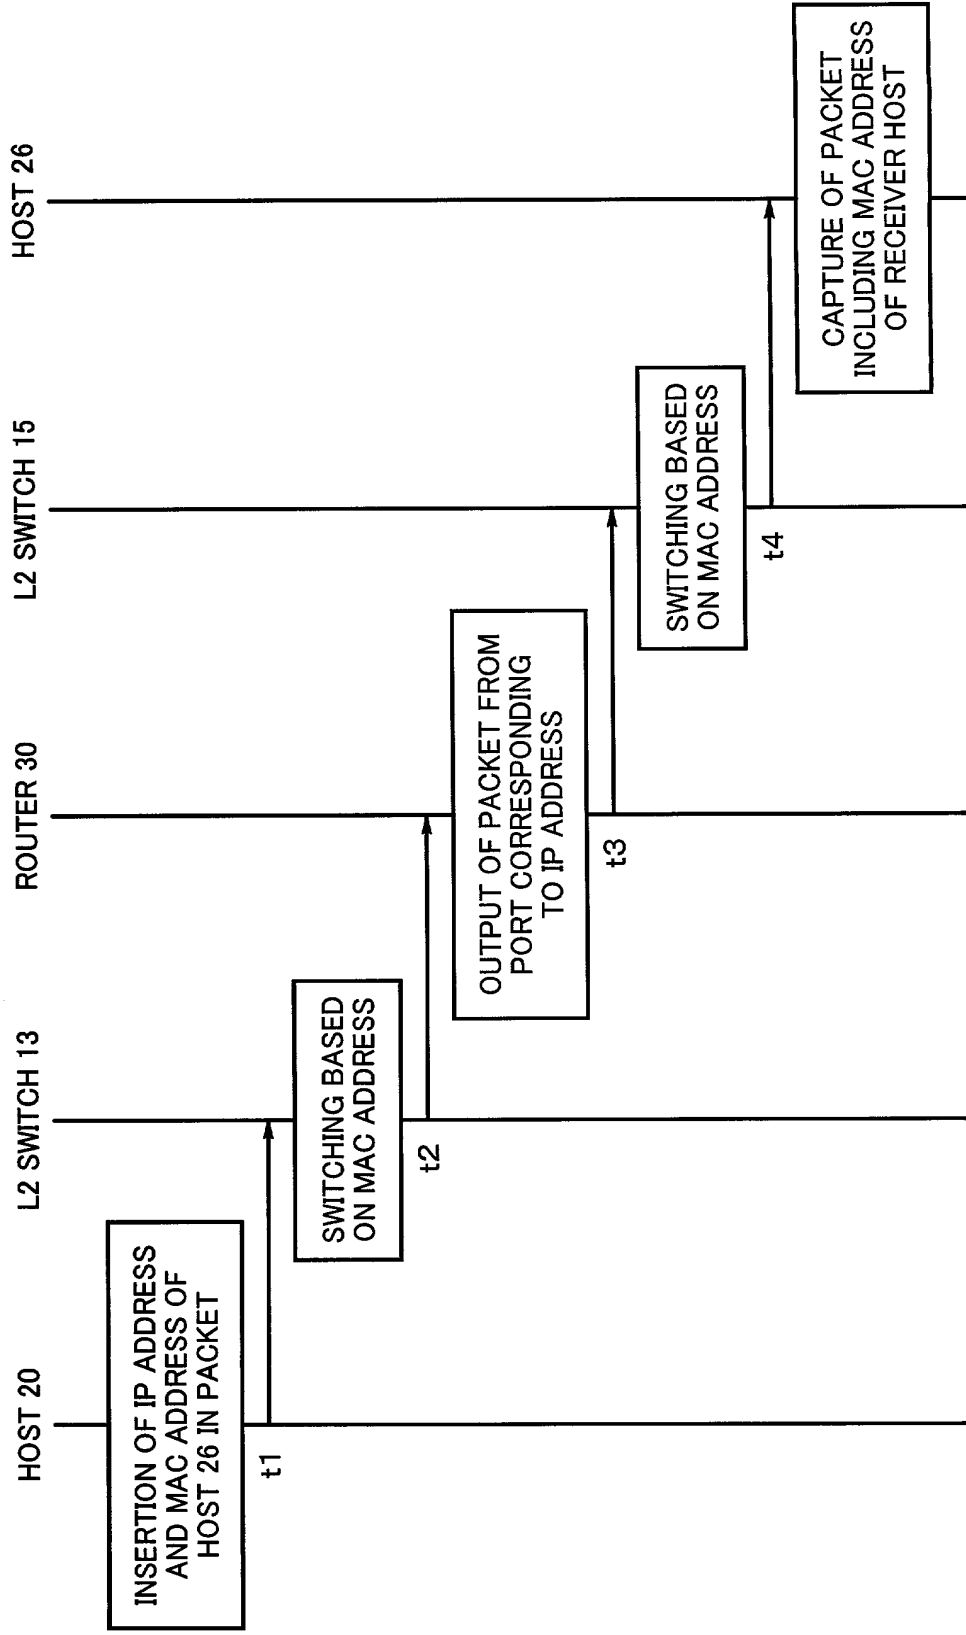 HOST 20
L2 SWITCH 13
ROUTER 30
L2 SWITCH 15
HOST 26
INSERTION OF IP ADDRESS
AND MAC ADDRESS OF
HOST 26 IN PACKET
t1
SWITCHING BASED
ON MAC ADDRESS
t2
OUTPUT OF PACKET FROM
PORT CORRESPONDING
TO IP ADDRESS
t3
SWITCHING BASED
ON MAC ADDRESS
t4
CAPTURE OF PACKET
INCLUDING MAC ADDRESS
OF RECEIVER HOST